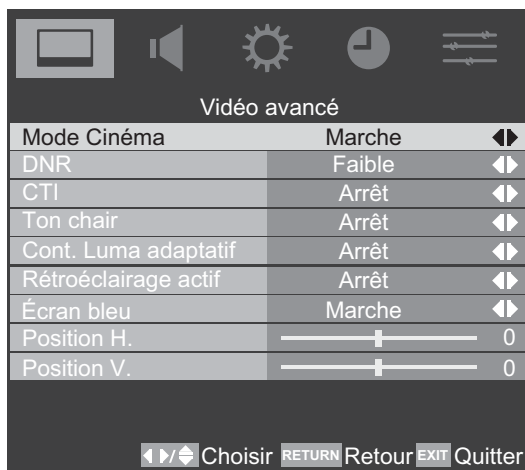 Vidéo avancé
Mode Cinéma Marche
DNR Faible
CTI Arrêt
Ton chair Arrêt
Cont. Luma adaptatif Arrêt
Rétroéclairage actif Arrêt
Écran bleu Marche
Position H. 0
Position V. 0
Choisir RETURN Retour EXIT Quitter